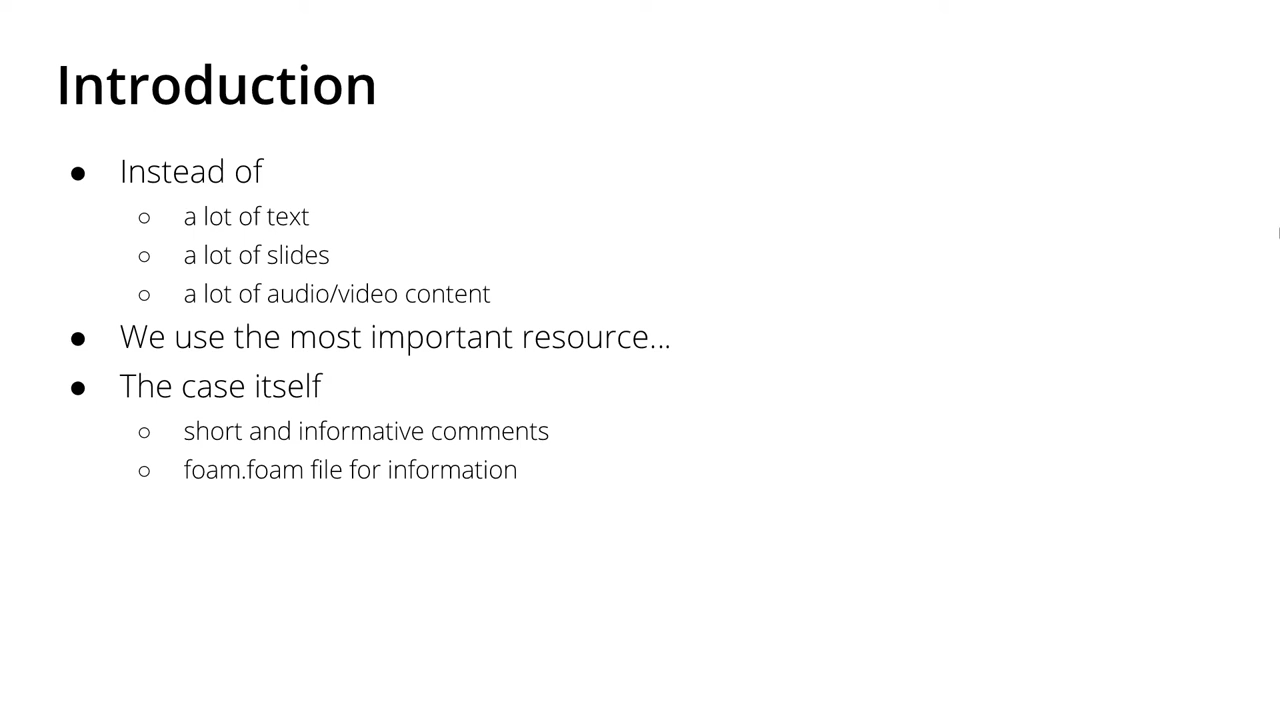 Introduction
● Instead of
○ a lot of text
○ a lot of slides
○ a lot of audio/video content
● We use the most important resource...
● The case itself
○ short and informative comments
○ foam.foam file for information